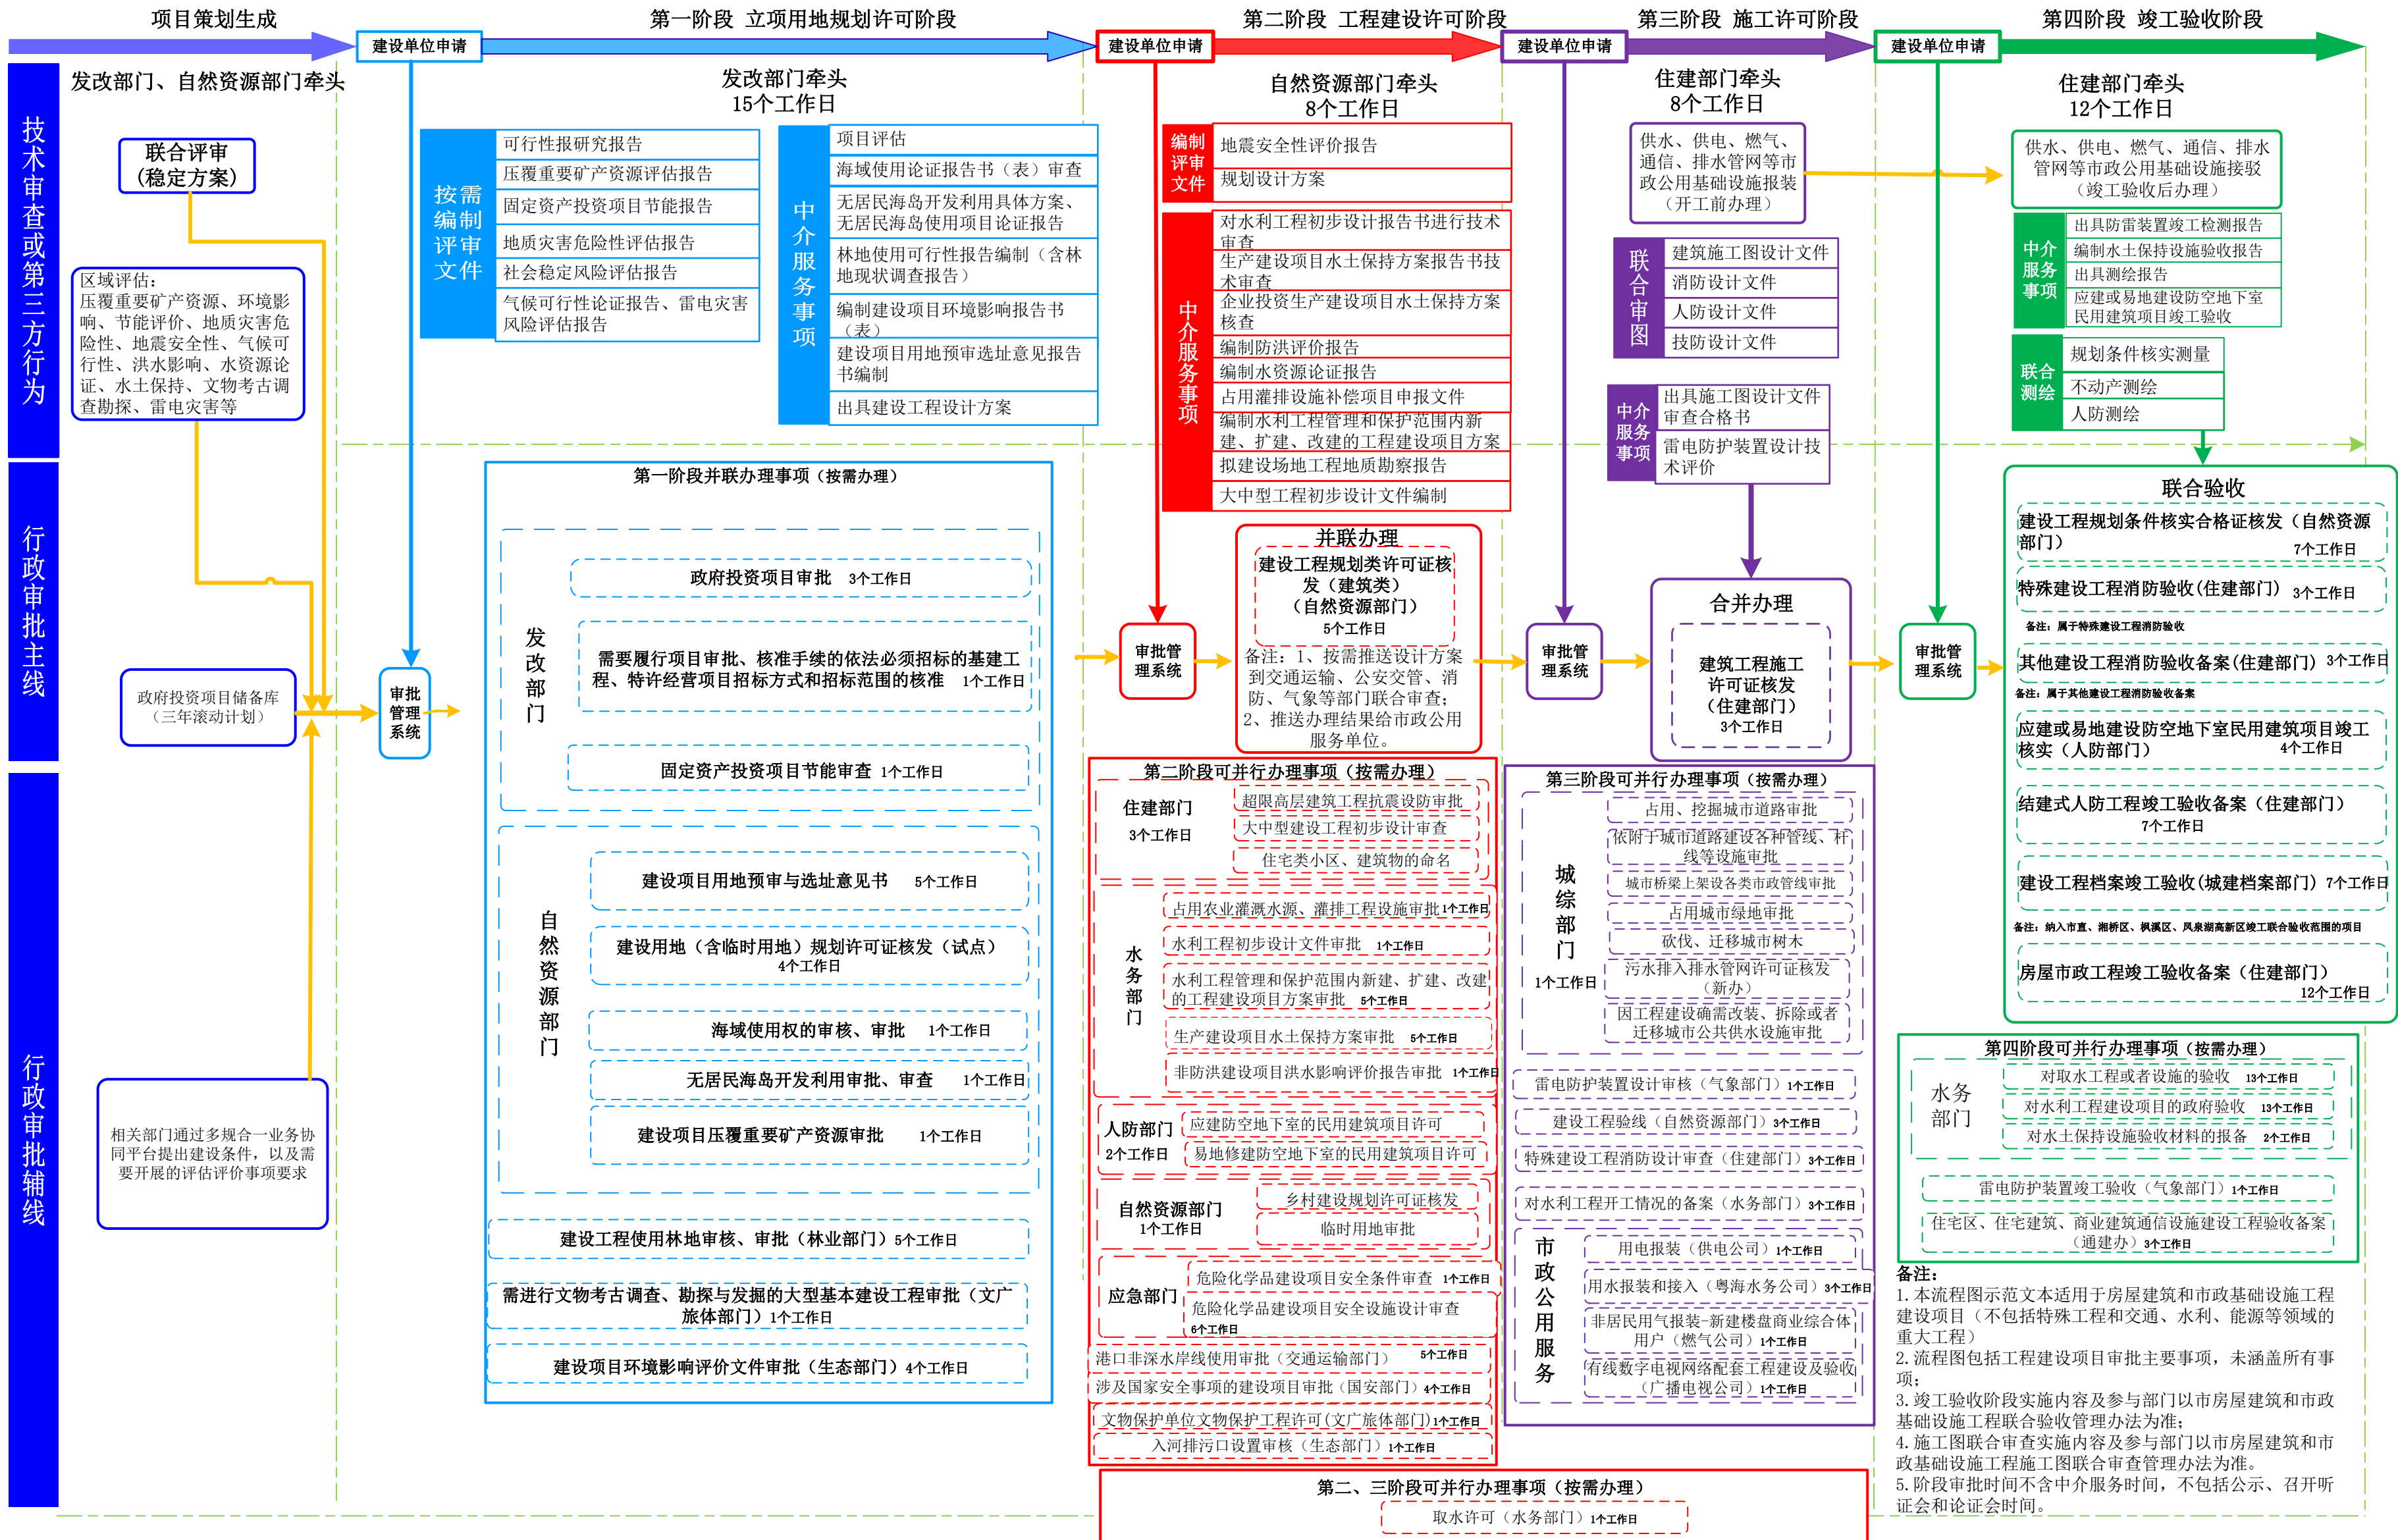 项目策划生成
第一阶段 立项用地规划许可阶段
第二阶段 工程建设许可阶段
第三阶段 施工许可阶段
第四阶段 竣工验收阶段
建设单位申请
建设单位申请
建设单位申请
建设单位申请
技术审查或第三方行为
行政审批主线
行政审批辅线
发改部门、自然资源部门牵头
联合评审
(稳定方案)
区域评估：
压覆重要矿产资源、环境影
响、节能评价、地质灾害危
险性、地震安全性、气候可
行性、洪水影响、水资源论
证、水土保持、文物考古调
查勘探、雷电灾害等
政府投资项目储备库
（三年滚动计划）
相关部门通过多规合一业务协
同平台提出建设条件，以及需
要开展的评估评价事项要求
发改部门牵头
15个工作日
按需
编制
评审
文件
可行性报研究报告
压覆重要矿产资源评估报告
固定资产投资项目节能报告
地质灾害危险性评估报告
社会稳定风险评估报告
气候可行性论证报告、雷电灾害
风险评估报告
中介服务事项
项目评估
海域使用论证报告书（表）审查
无居民海岛开发利用具体方案、
无居民海岛使用项目论证报告
林地使用可行性报告编制（含林
地现状调查报告）
编制建设项目环境影响报告书
（表）
建设项目用地预审选址意见报告
书编制
出具建设工程设计方案
审批
管理
系统
第一阶段并联办理事项（按需办理）
发改部门
政府投资项目审批 3个工作日
需要履行项目审批、核准手续的依法必须招标的基建工
程、特许经营项目招标方式和招标范围的核准 1个工作日
固定资产投资项目节能审查 1个工作日
自然资源部门
建设项目用地预审与选址意见书 5个工作日
建设用地（含临时用地）规划许可证核发（试点）
4个工作日
海域使用权的审核、审批 1个工作日
无居民海岛开发利用审批、审查 1个工作日
建设项目压覆重要矿产资源审批 1个工作日
建设工程使用林地审核、审批（林业部门）5个工作日
需进行文物考古调查、勘探与发掘的大型基本建设工程审批（文广
旅体部门）1个工作日
建设项目环境影响评价文件审批（生态部门）4个工作日
自然资源部门牵头
8个工作日
编制
评审
文件
地震安全性评价报告
规划设计方案
中介服务事项
对水利工程初步设计报告书进行技术
审查
生产建设项目水土保持方案报告书技
术审查
企业投资生产建设项目水土保持方案
核查
编制防洪评价报告
编制水资源论证报告
占用灌排设施补偿项目申报文件
编制水利工程管理和保护范围内新
建、扩建、改建的工程建设项目方案
拟建设场地工程地质勘察报告
大中型工程初步设计文件编制
审批管
理系统
并联办理
建设工程规划类许可证核
发（建筑类）
（自然资源部门）
5个工作日
备注：1、按需推送设计方案
到交通运输、公安交管、消
防、气象等部门联合审查；
2、推送办理结果给市政公用
服务单位。
第二阶段可并行办理事项（按需办理）
住建部门
3个工作日
超限高层建筑工程抗震设防审批
大中型建设工程初步设计审查
住宅类小区、建筑物的命名
水务部门
占用农业灌溉水源、灌排工程设施审批1个工作日
水利工程初步设计文件审批 1个工作日
水利工程管理和保护范围内新建、扩建、改建
的工程建设项目方案审批 5个工作日
生产建设项目水土保持方案审批 5个工作日
非防洪建设项目洪水影响评价报告审批 1个工作日
人防部门
2个工作日
应建防空地下室的民用建筑项目许可
易地修建防空地下室的民用建筑项目许可
自然资源部门
1个工作日
乡村建设规划许可证核发
临时用地审批
应急部门
危险化学品建设项目安全条件审查 1个工作日
危险化学品建设项目安全设施设计审查
6个工作日
港口非深水岸线使用审批（交通运输部门） 5个工作日
涉及国家安全事项的建设项目审批（国安部门）4个工作日
文物保护单位文物保护工程许可(文广旅体部门)1个工作日
入河排污口设置审核（生态部门）1个工作日
第二、三阶段可并行办理事项（按需办理）
取水许可（水务部门）1个工作日
住建部门牵头
8个工作日
供水、供电、燃气、
通信、排水管网等市
政公用基础设施报装
（开工前办理）
联合审图
建筑施工图设计文件
消防设计文件
人防设计文件
技防设计文件
中介
服务
事项
出具施工图设计文件
审查合格书
雷电防护装置设计技
术评价
审批管
理系统
合并办理
建筑工程施工
许可证核发
（住建部门）
3个工作日
第三阶段可并行办理事项（按需办理）
城综部门
1个工作日
占用、挖掘城市道路审批
依附于城市道路建设各种管线、杆
线等设施审批
城市桥梁上架设各类市政管线审批
占用城市绿地审批
砍伐、迁移城市树木
污水排入排水管网许可证核发
（新办）
因工程建设确需改装、拆除或者
迁移城市公共供水设施审批
雷电防护装置设计审核（气象部门）1个工作日
建设工程验线（自然资源部门）3个工作日
特殊建设工程消防设计审查（住建部门）3个工作日
对水利工程开工情况的备案（水务部门）3个工作日
市政公用服务
用电报装（供电公司）1个工作日
用水报装和接入（粤海水务公司）3个工作日
非居民用气报装-新建楼盘商业综合体
用户（燃气公司）1个工作日
有线数字电视网络配套工程建设及验收
（广播电视公司）1个工作日
住建部门牵头
12个工作日
供水、供电、燃气、通信、排水
管网等市政公用基础设施接驳
（竣工验收后办理）
中介
服务
事项
出具防雷装置竣工检测报告
编制水土保持设施验收报告
出具测绘报告
应建或易地建设防空地下室
民用建筑项目竣工验收
联合
测绘
规划条件核实测量
不动产测绘
人防测绘
审批管
理系统
联合验收
建设工程规划条件核实合格证核发（自然资源
部门） 7个工作日
特殊建设工程消防验收(住建部门) 3个工作日
备注：属于特殊建设工程消防验收
其他建设工程消防验收备案(住建部门) 3个工作日
备注：属于其他建设工程消防验收备案
应建或易地建设防空地下室民用建筑项目竣工
核实（人防部门） 4个工作日
结建式人防工程竣工验收备案（住建部门）
7个工作日
建设工程档案竣工验收(城建档案部门) 7个工作日
备注：纳入市直、湘桥区、枫溪区、凤泉湖高新区竣工联合验收范围的项目
房屋市政工程竣工验收备案（住建部门）
12个工作日
第四阶段可并行办理事项（按需办理）
水务
部门
对取水工程或者设施的验收 13个工作日
对水利工程建设项目的政府验收 13个工作日
对水土保持设施验收材料的报备 2个工作日
雷电防护装置竣工验收（气象部门）1个工作日
住宅区、住宅建筑、商业建筑通信设施建设工程验收备案
（通建办）3个工作日
备注：
1.本流程图示范文本适用于房屋建筑和市政基础设施工程
建设项目（不包括特殊工程和交通、水利、能源等领域的
重大工程）
2.流程图包括工程建设项目审批主要事项，未涵盖所有事
项；
3.竣工验收阶段实施内容及参与部门以市房屋建筑和市政
基础设施工程联合验收管理办法为准；
4.施工图联合审查实施内容及参与部门以市房屋建筑和市
政基础设施工程施工图联合审查管理办法为准。
5.阶段审批时间不含中介服务时间，不包括公示、召开听
证会和论证会时间。